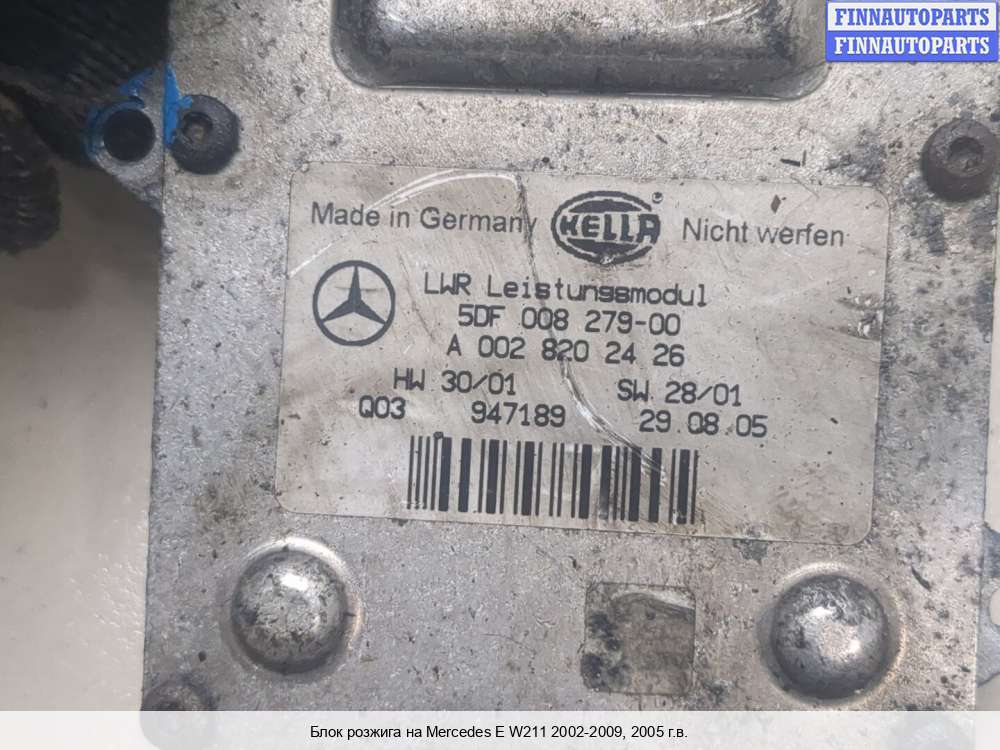 FINNAUTOPARTS
FINNAUTOPARTS
Made in Germany HELLA ® Nicht werfen
LWR Leistungsmodul
5DF 008 279-00
A 002 820 24 26
HW 30/01 SW 28/01
Q03 947189 29.08.05
Блок розжига на Mercedes E W211 2002-2009, 2005 г.в.